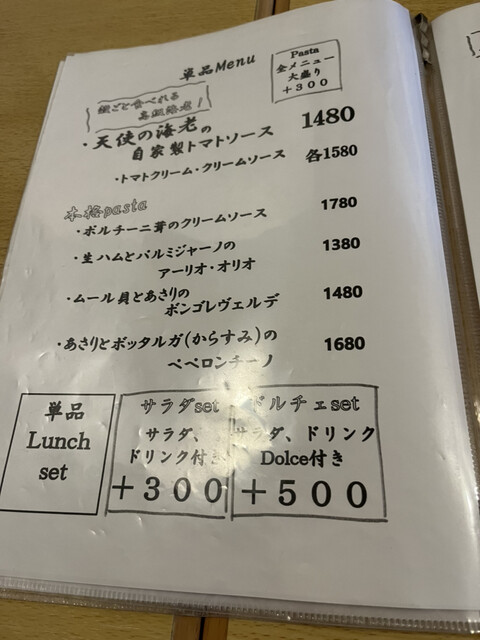 単品Menu
Pasta
全メニュー
大盛り
＋300
殻ごと食べれる
高級海老！
・天使の海老の
自家製トマトソース 1480
・トマトクリーム・クリームソース 各1580
本格pasta
・ポルチーニ茸のクリームソース 1780
・生ハムとパルミジャーノの 1380
アーリオ・オリオ
・ムール貝とあさりの 1480
ボンゴレヴェルデ
・あさりとボッタルガ(からすみ)の 1680
ペペロンチーノ
単品
Lunch
set
サラダset
サラダ、
ドリンク付き
＋３００
ドルチェset
サラダ、ドリンク
Dolce付き
＋５００